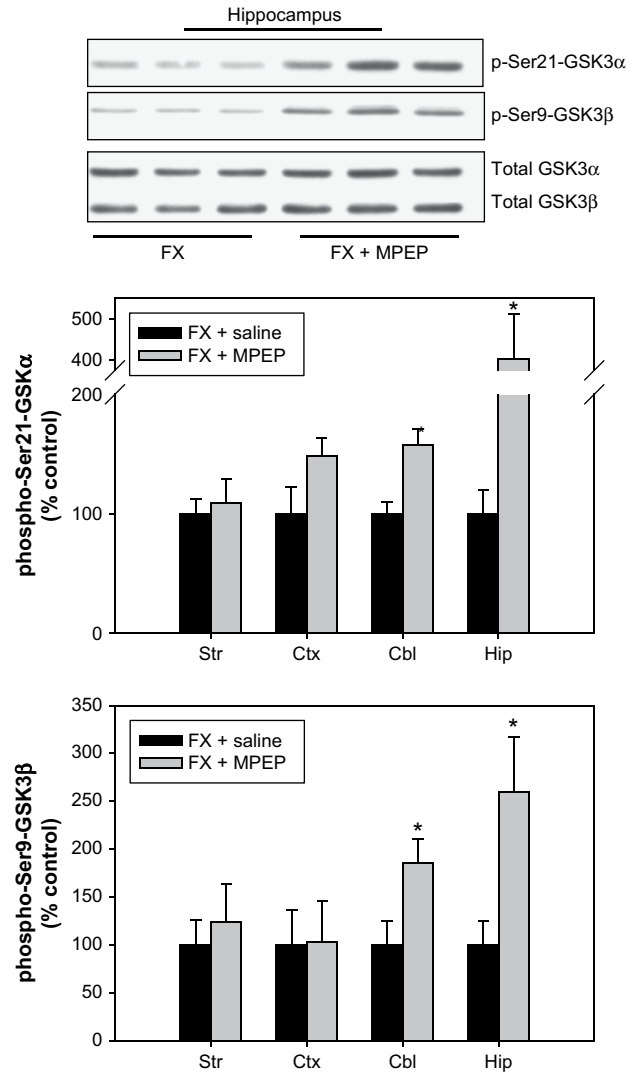 Hippocampus
p-Ser21-GSK3α
p-Ser9-GSK3β
Total GSK3α
Total GSK3β
FX
FX + MPEP
phospho-Ser21-GSKα
(% control)
500
400
200
100
0
FX + saline
FX + MPEP
*
*
Str
Ctx
Cbl
Hip
phospho-Ser9-GSK3β
(% control)
350
300
250
200
150
100
50
0
FX + saline
FX + MPEP
*
*
Str
Ctx
Cbl
Hip